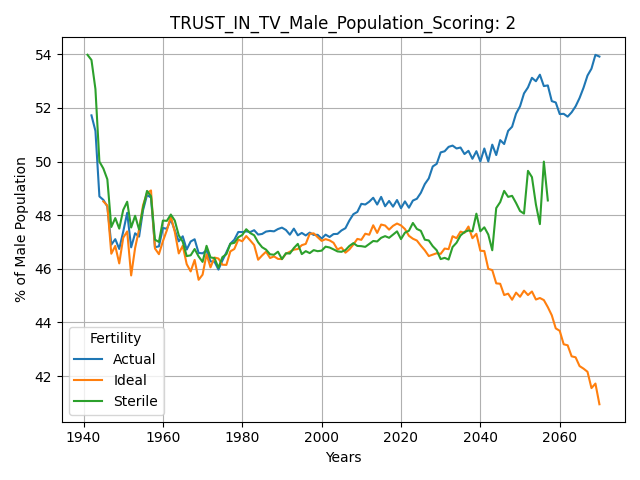 TRUST_IN_TV_Male_Population_Scoring: 2
% of Male Population
54
52
50
48
46
44
42
Fertility
Actual
Ideal
Sterile
1940 1960 1980 2000 2020 2040 2060
Years